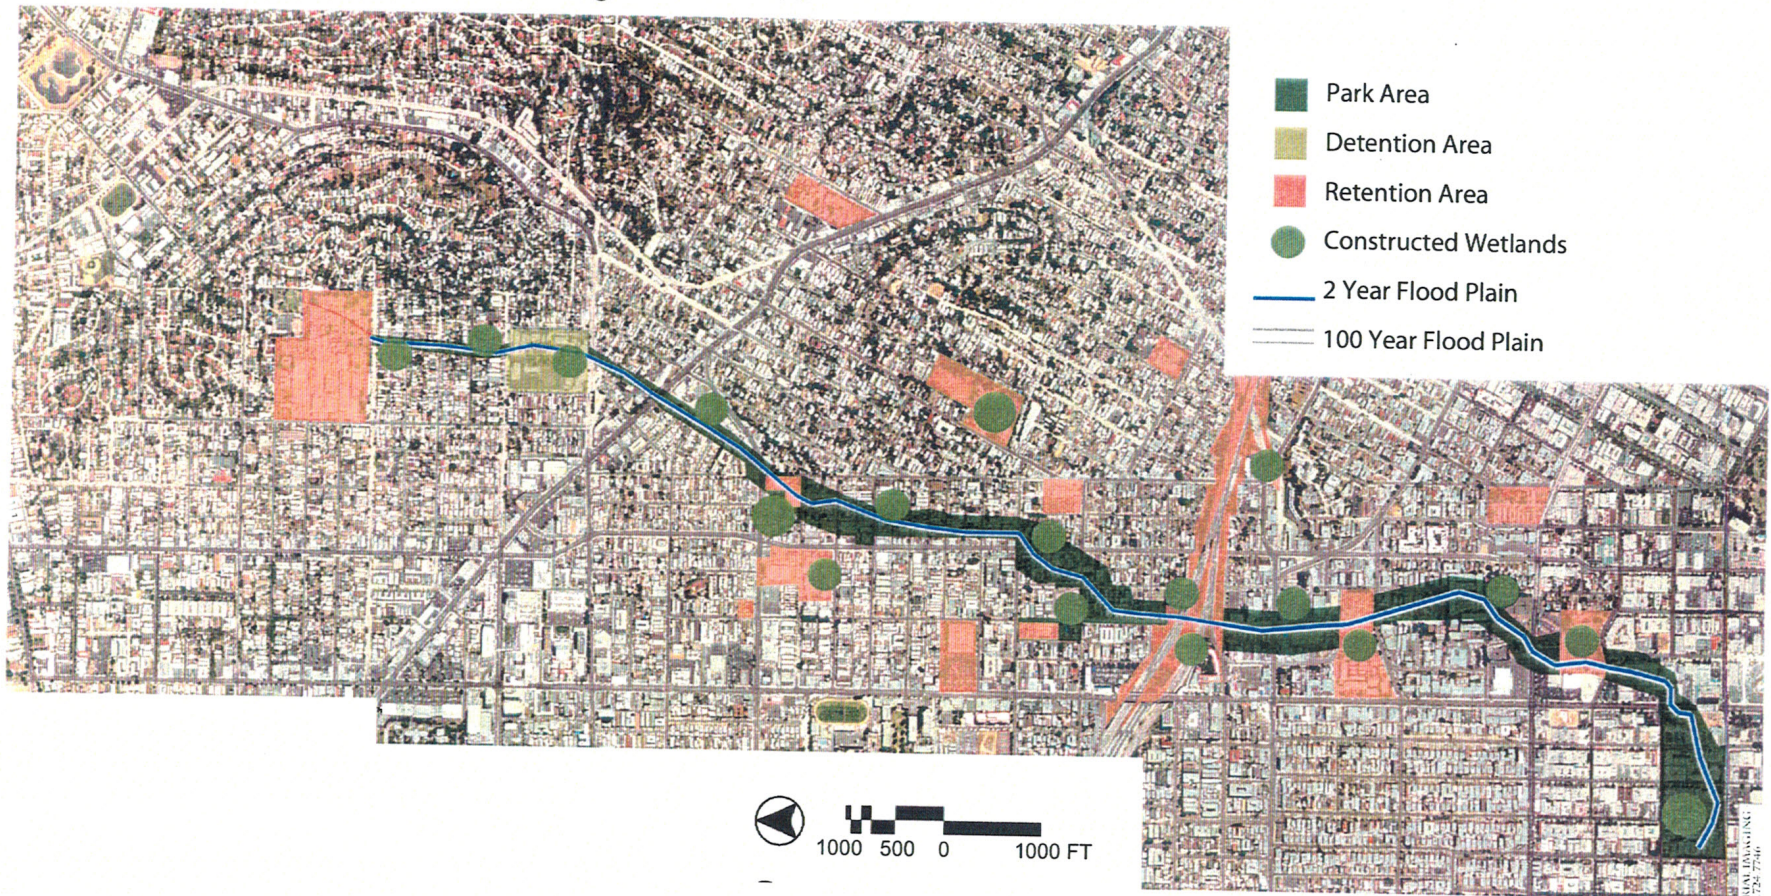 Park Area
Detention Area
Retention Area
Constructed Wetlands
2 Year Flood Plain
100 Year Flood Plain
1000 500 0 1000 FT